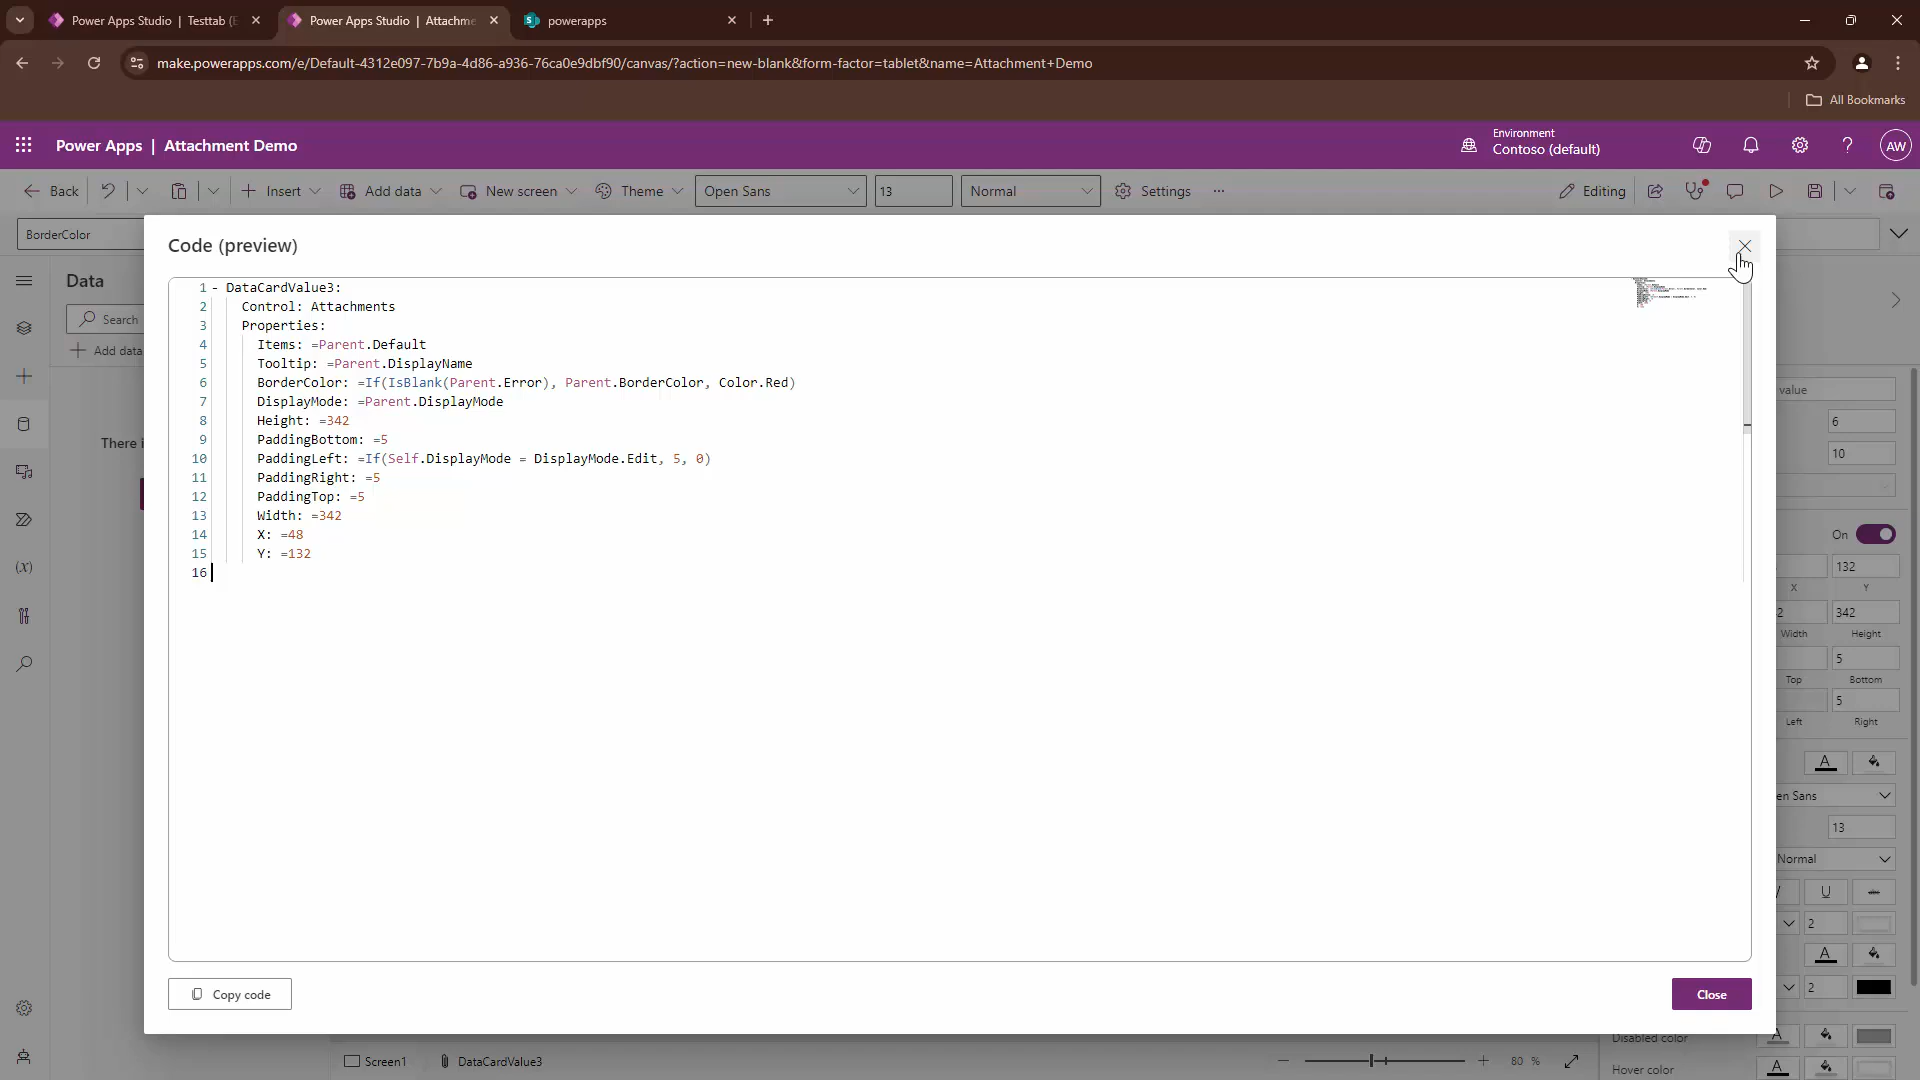 Power Apps Studio | Testtab (E
Power Apps Studio | Attachme
powerapps
make.powerapps.com/e/Default-4312e097-7b9a-4d86-a936-76ca0e9dbf90/canvas/?action=new-blank&form-factor=tablet&name=Attachment+Demo
All Bookmarks
Power Apps | Attachment Demo
Environment
Contoso (default)
AW
Back
Insert
Add data
New screen
Theme
Open Sans
13
Normal
Settings
Editing
BorderColor
Data
Search
Add data
There i
Code (preview)
1 - DataCardValue3:
2 Control: Attachments
3 Properties:
4 Items: =Parent.Default
5 Tooltip: =Parent.DisplayName
6 BorderColor: =If(IsBlank(Parent.Error), Parent.BorderColor, Color.Red)
7 DisplayMode: =Parent.DisplayMode
8 Height: =342
9 PaddingBottom: =5
10 PaddingLeft: =If(Self.DisplayMode = DisplayMode.Edit, 5, 0)
11 PaddingRight: =5
12 PaddingTop: =5
13 Width: =342
14 X: =48
15 Y: =132
16
Copy code
Close
value
6
10
On
132
X Y
2 342
Width Height
5
Top Bottom
5
Left Right
en Sans
13
Normal
2
2
Disabled color
Hover color
Screen1
DataCardValue3
80 %